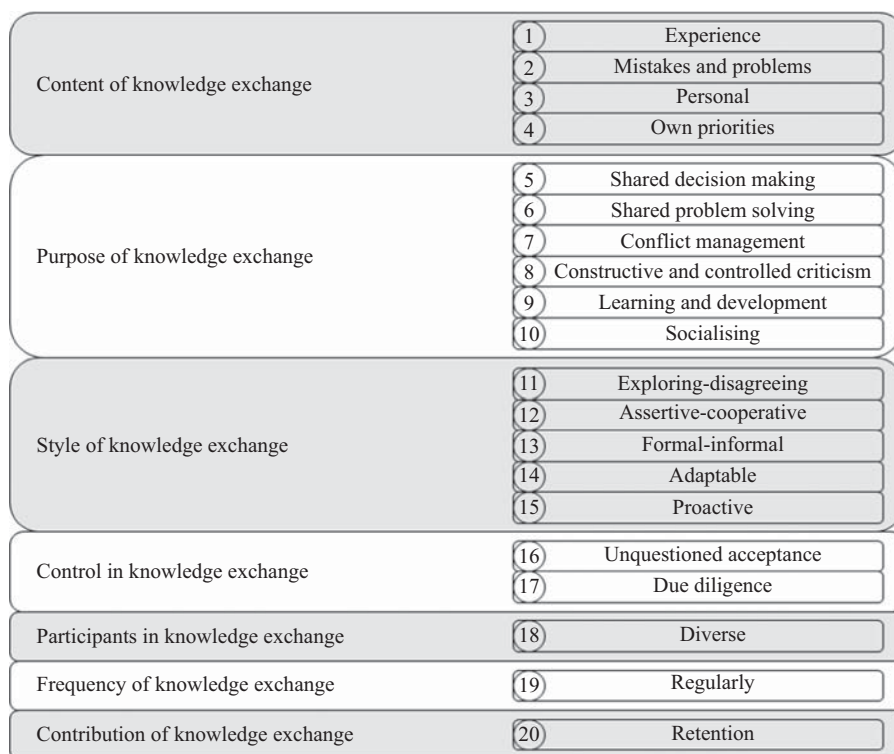 Content of knowledge exchange
1 Experience
2 Mistakes and problems
3 Personal
4 Own priorities
Purpose of knowledge exchange
5 Shared decision making
6 Shared problem solving
7 Conflict management
8 Constructive and controlled criticism
9 Learning and development
10 Socialising
Style of knowledge exchange
11 Exploring-disagreeing
12 Assertive-cooperative
13 Formal-informal
14 Adaptable
15 Proactive
Control in knowledge exchange
16 Unquestioned acceptance
17 Due diligence
Participants in knowledge exchange
18 Diverse
Frequency of knowledge exchange
19 Regularly
Contribution of knowledge exchange
20 Retention